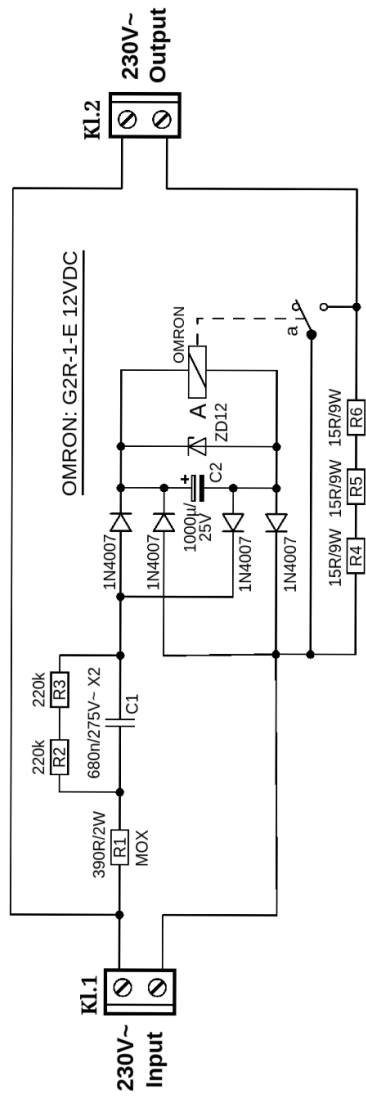 230V~
Output
Kl.2
OMRON: G2R-1-E 12VDC
OMRON
A
a
ZD12
C2
+
1000µ/
25V
1N4007
1N4007
1N4007
1N4007
15R/9W
R6
15R/9W
R5
15R/9W
R4
220k
R3
220k
R2
680n/275V~ X2
C1
390R/2W
R1
MOX
Kl.1
230V~
Input